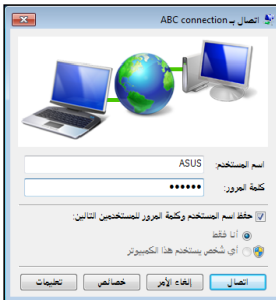 اتصال بـ ABC connection
اسم المستخدم: ASUS
كلمة المرور: ••••••
حفظ اسم المستخدم وكلمة المرور للمستخدمين التاليين:
أنا فقط
أي شخص يستخدم هذا الكمبيوتر
اتصال إلغاء الأمر خصائص تعليمات